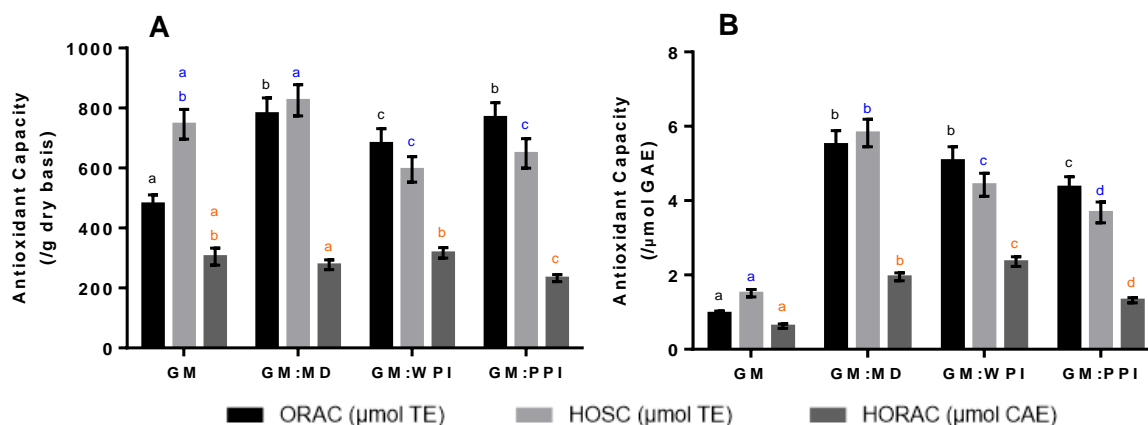 A
Antioxidant Capacity
(/g dry basis)
1000
800
600
400
200
0
a
a
b
a
b
b
a
a
c
c
b
b
c
c
GM
GM:MD
GM:WPI
GM:PPI
B
Antioxidant Capacity
(/µmol GAE)
8
6
4
2
0
a
a
a
b
b
b
b
c
c
c
d
d
GM
GM:MD
GM:WPI
GM:PPI
ORAC (µmol TE) HOSC (µmol TE) HORAC (µmol CAE)